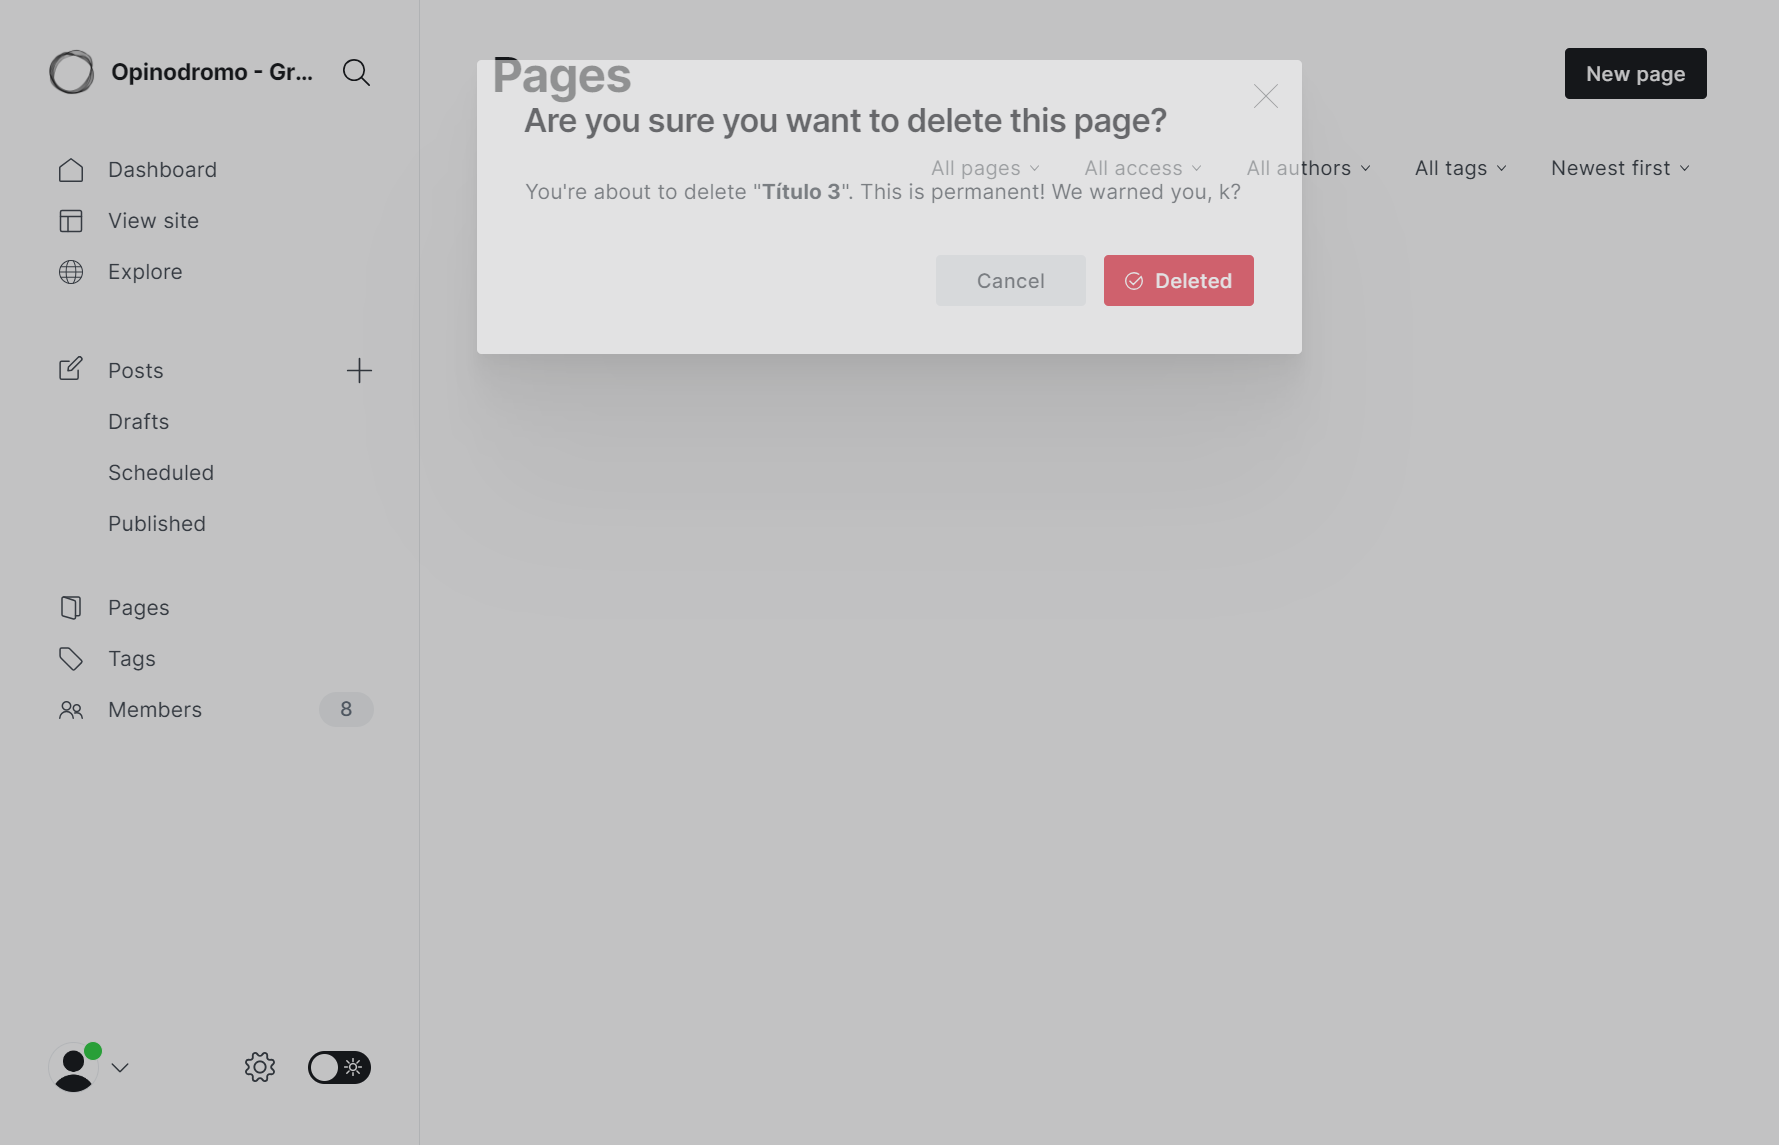 Opinodromo - Gr...
Dashboard
View site
Explore
Posts
Drafts
Scheduled
Published
Pages
Tags
Members
8
Pages
New page
All pages
All access
All authors
All tags
Newest first
Are you sure you want to delete this page?
You're about to delete "Título 3". This is permanent! We warned you, k?
Cancel
Deleted